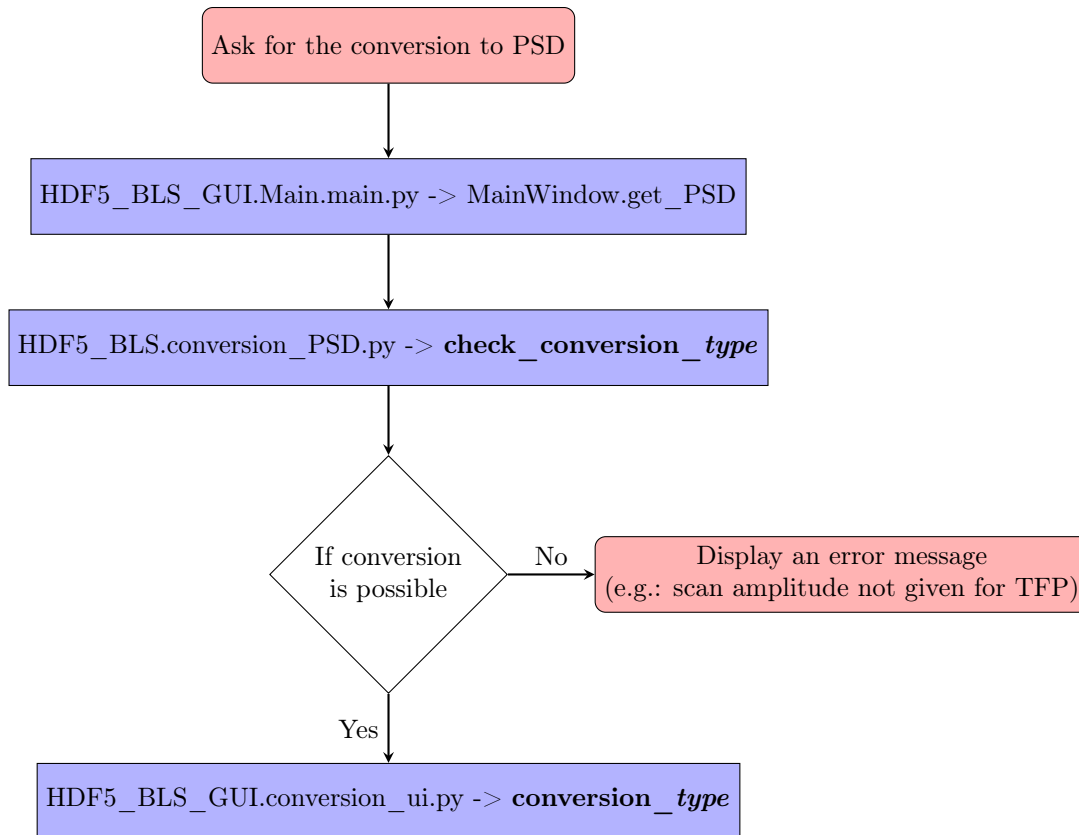 Ask for the conversion to PSD
HDF5_BLS_GUI.Main.main.py -> MainWindow.get_PSD
HDF5_BLS.conversion_PSD.py -> check_conversion_type
If conversion
is possible
No
Display an error message
(e.g.: scan amplitude not given for TFP)
Yes
HDF5_BLS_GUI.conversion_ui.py -> conversion_type